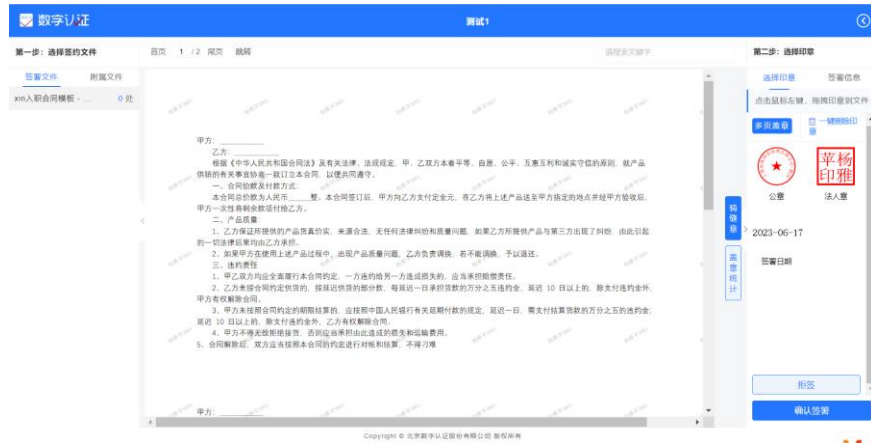 数字认证
测试1
第一步：选择签约文件
首页 1 /2 尾页 跳转
请搜索关键字
第二步：选择印章
签署文件 附属文件
选择印章 签署信息
xin入职合同模板 - ... 0 处
点击鼠标左键，拖拽印章到文件
多页盖章
一键删除印章
甲方：
乙方：
根据《中华人民共和国合同法》及有关法律、法规规定，甲、乙双方本着平等、自愿、公平、互惠互利和诚实守信的原则，就产品
供销的有关事宜协商一致订立本合同，以便共同遵守。
一、合同价款及付款方式
本合同总价款为人民币______整。本合同签订后，甲方向乙方支付定金元，在乙方将上述产品送至甲方指定的地点并经甲方验收后，
甲方一次性将剩余款项付给乙方。
二、产品质量：
1、乙方保证所提供的产品货真价实，来源合法，无任何法律纠纷和质量问题，如果乙方所提供产品与第三方出现了纠纷，由此引起
的一切法律后果均由乙方承担。
2、如果甲方在使用上述产品过程中，出现产品质量问题，乙方负责调换，若不能调换，予以退还。
三、违约责任
1、甲乙双方均应全面履行本合同约定，一方违约给另一方造成损失的，应当承担赔偿责任。
2、乙方未按合同约定供货的，按延迟供货的部分款，每延迟一日承担货款的万分之五违约金，延迟 10 日以上的，除支付违约金外，
甲方有权解除合同。
3、甲方未按照合同约定的期限结算的，应按照中国人民银行有关延期付款的规定，延迟一日，需支付结算货款的万分之五的违约金；
延迟 10 日以上的，除支付违约金外，乙方有权解除合同。
4、甲方不得无故拒绝接货，否则应当承担由此造成的损失和运输费用。
5、合同解除后，双方应当按照本合同的约定进行对帐和结算，不得刁难
甲方：
苹杨
印雅
公章 法人章
骑缝章
2023-06-17
盖章统计
签署日期
拒签
确认签署
Copyright © 北京数字认证股份有限公司 版权所有